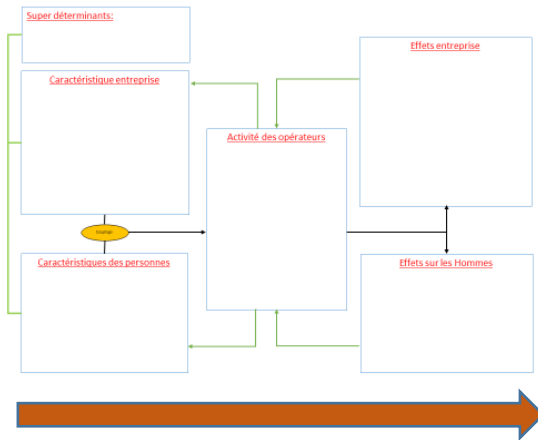 Super déterminants:
Caractéristique entreprise
Effets entreprise
Activité des opérateurs
Caractéristiques des personnes
Effets sur les Hommes